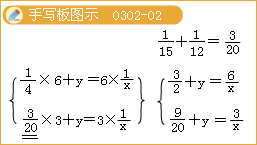 手写板图示 0302-02
1/15 + 1/12 = 3/20
1/4 × 6 + y = 6 × 1/x
3/20 × 3 + y = 3 × 1/x
3/2 + y = 6/x
9/20 + y = 3/x